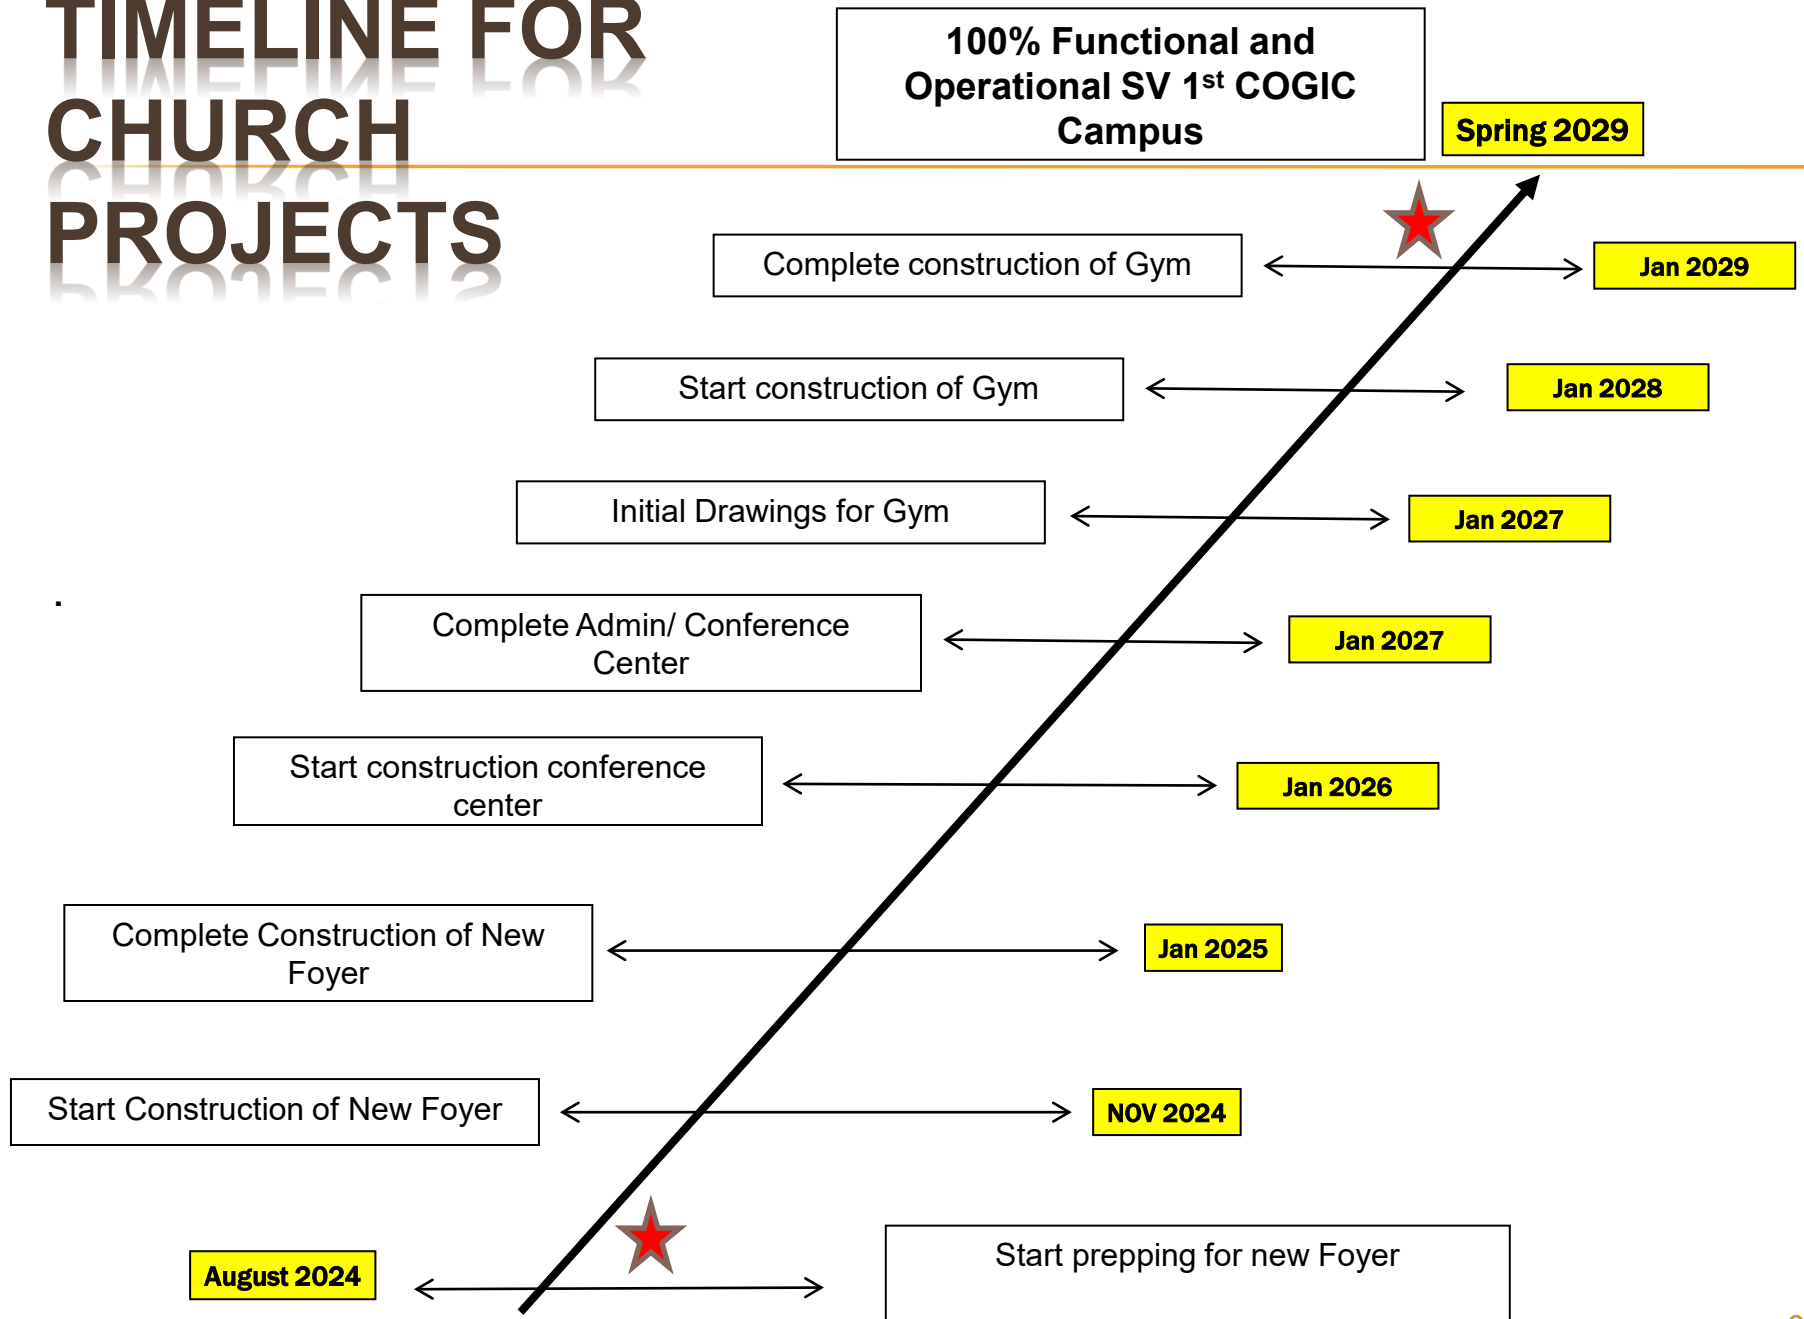 TIMELINE FOR
CHURCH
PROJECTS
100% Functional and
Operational SV 1st COGIC
Campus
Spring 2029
Complete construction of Gym
Jan 2029
Start construction of Gym
Jan 2028
Initial Drawings for Gym
Jan 2027
.
Complete Admin/ Conference
Center
Jan 2027
Start construction conference
center
Jan 2026
Complete Construction of New
Foyer
Jan 2025
Start Construction of New Foyer
NOV 2024
August 2024
Start prepping for new Foyer